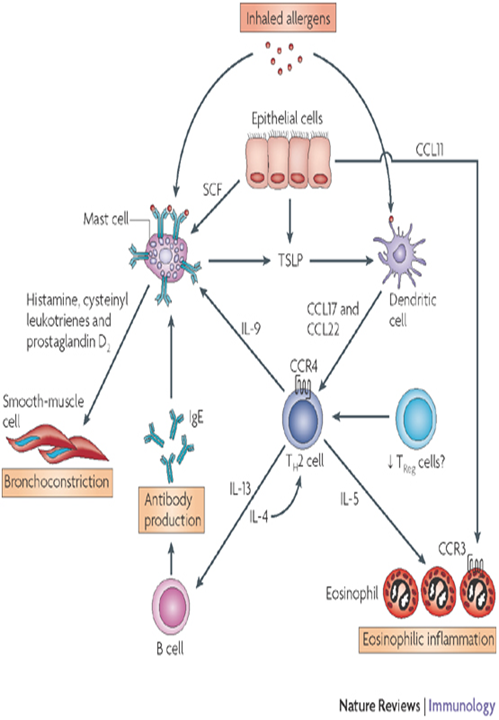 Inhaled allergens
Epithelial cells
CCL11
SCF
Mast cell
TSLP
Dendritic
cell
Histamine, cysteinyl
leukotrienes and
prostaglandin D2
IL-9
CCL17 and
CCL22
CCR4
Smooth-muscle
cell
Bronchoconstriction
IgE
Antibody
production
TH2 cell
↓ TReg cells?
IL-13
IL-4
IL-5
CCR3
B cell
Eosinophil
Eosinophilic inflammation
Nature Reviews | Immunology